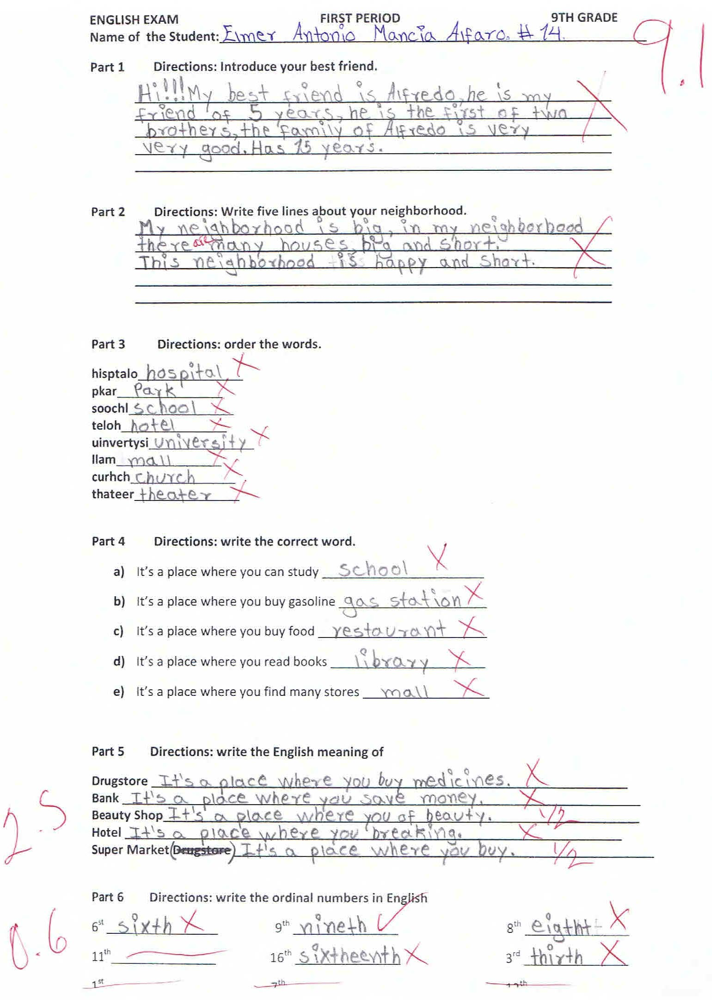 ENGLISH EXAM FIRST PERIOD 9TH GRADE
Name of the Student: Elmer Antonio Mancia Alfaro. # 14.
9.1
Part 1 Directions: Introduce your best friend.
Hi!!!My best friend is Alfredo, he is my
friend of 5 years, he is the first of two
brothers, the family of Alfredo is very
very good. Has 15 years.
Part 2 Directions: Write five lines about your neighborhood.
My neighborhood is big, in my neighborhood
there are many houses, big and short.
This neighborhood is happy and short.
Part 3 Directions: order the words.
hisptalo hospital
pkar Park
soochl school
teloh hotel
uinvertysi university
llam mall
curhch church
thateer theater
Part 4 Directions: write the correct word.
a) It's a place where you can study school
b) It's a place where you buy gasoline gas station
c) It's a place where you buy food restaurant
d) It's a place where you read books library
e) It's a place where you find many stores mall
Part 5 Directions: write the English meaning of
Drugstore It's a place where you buy medicines.
Bank It's a place where you save money.
Beauty Shop It's a place where you of beauty. 1/2
2.5
Hotel It's a place where you breaking.
Super Market (Drugstore) It's a place where you buy. 1/2
Part 6 Directions: write the ordinal numbers in English
6st sixth 9th nineth 8th eightht
0.6
11th 16th sixtheenth 3rd thirth
1st 7th